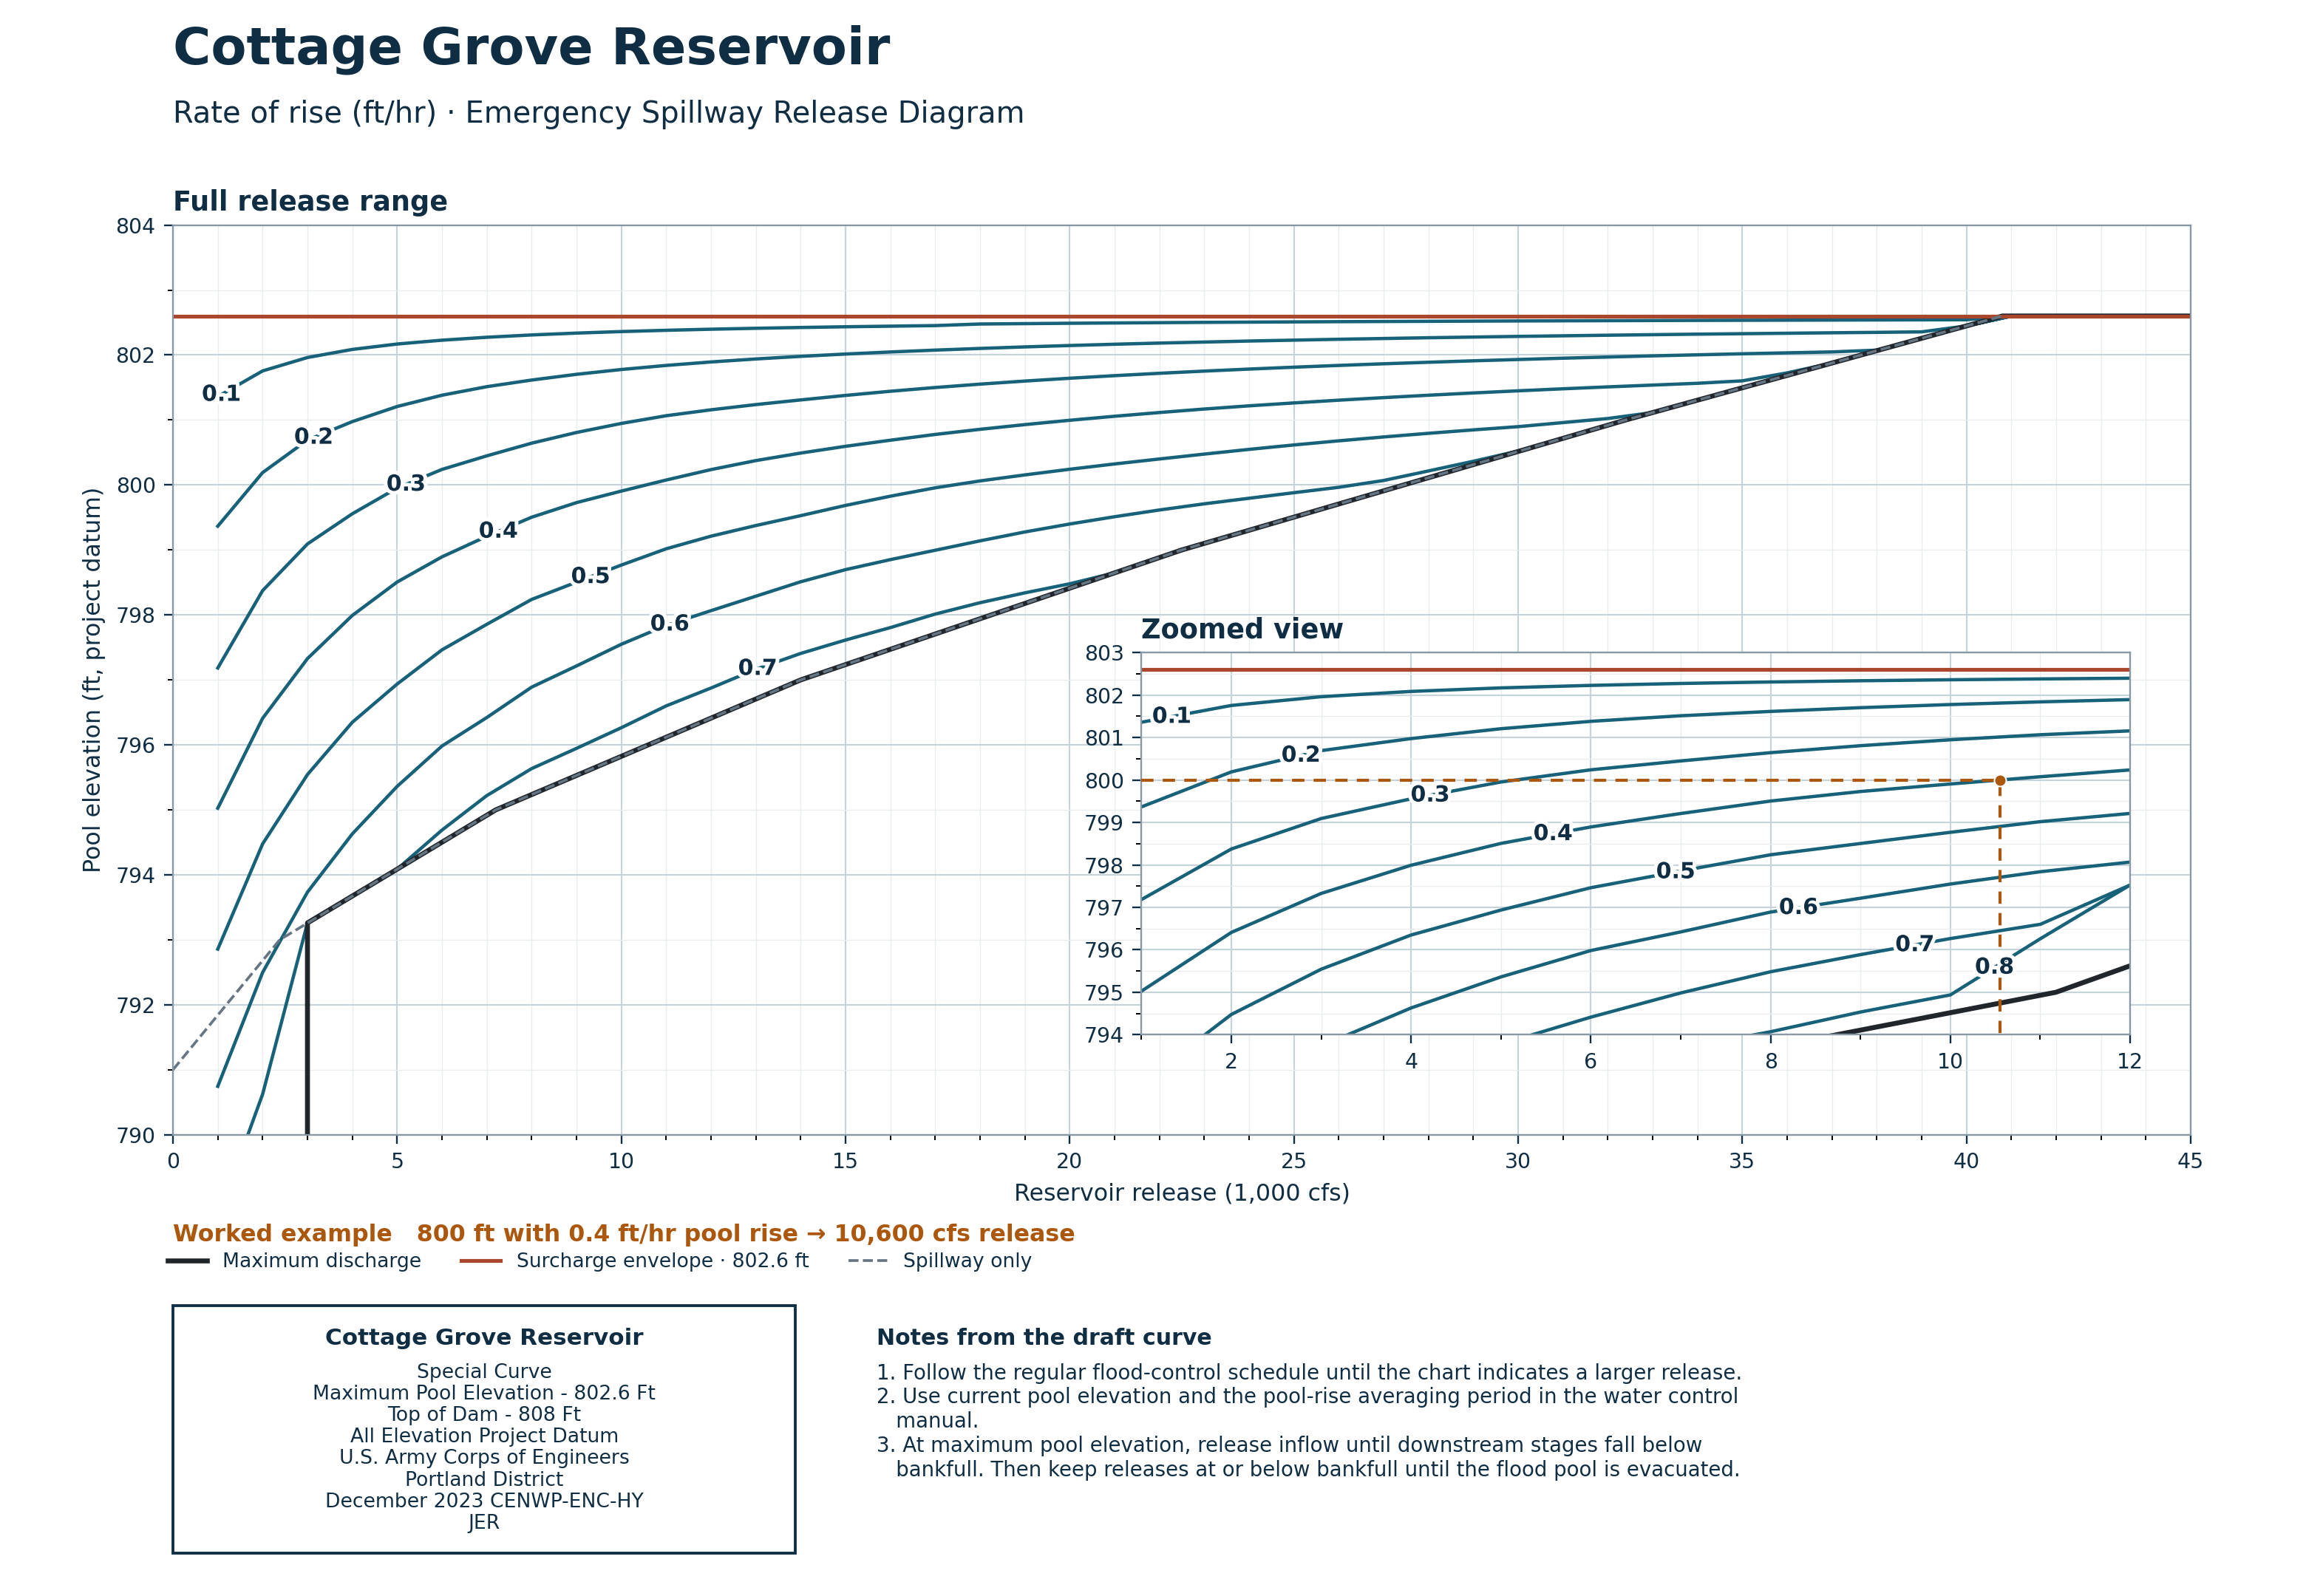 Cottage Grove Reservoir
Rate of rise (ft/hr) · Emergency Spillway Release Diagram
Full release range
804
802
800
798
796
794
792
790
Pool elevation (ft, project datum)
0.1
0.2
0.3
0.4
0.5
0.6
0.7
Zoomed view
803
802
801
800
799
798
797
796
795
794
0.1
0.2
0.3
0.4
0.5
0.6
0.7
0.8
2 4 6 8 10 12
0 5 10 15 20 25 30 35 40 45
Reservoir release (1,000 cfs)
Worked example 800 ft with 0.4 ft/hr pool rise → 10,600 cfs release
Maximum discharge Surcharge envelope · 802.6 ft Spillway only
Cottage Grove Reservoir
Special Curve
Maximum Pool Elevation - 802.6 Ft
Top of Dam - 808 Ft
All Elevation Project Datum
U.S. Army Corps of Engineers
Portland District
December 2023 CENWP-ENC-HY
JER
Notes from the draft curve
1. Follow the regular flood-control schedule until the chart indicates a larger release.
2. Use current pool elevation and the pool-rise averaging period in the water control
manual.
3. At maximum pool elevation, release inflow until downstream stages fall below
bankfull. Then keep releases at or below bankfull until the flood pool is evacuated.